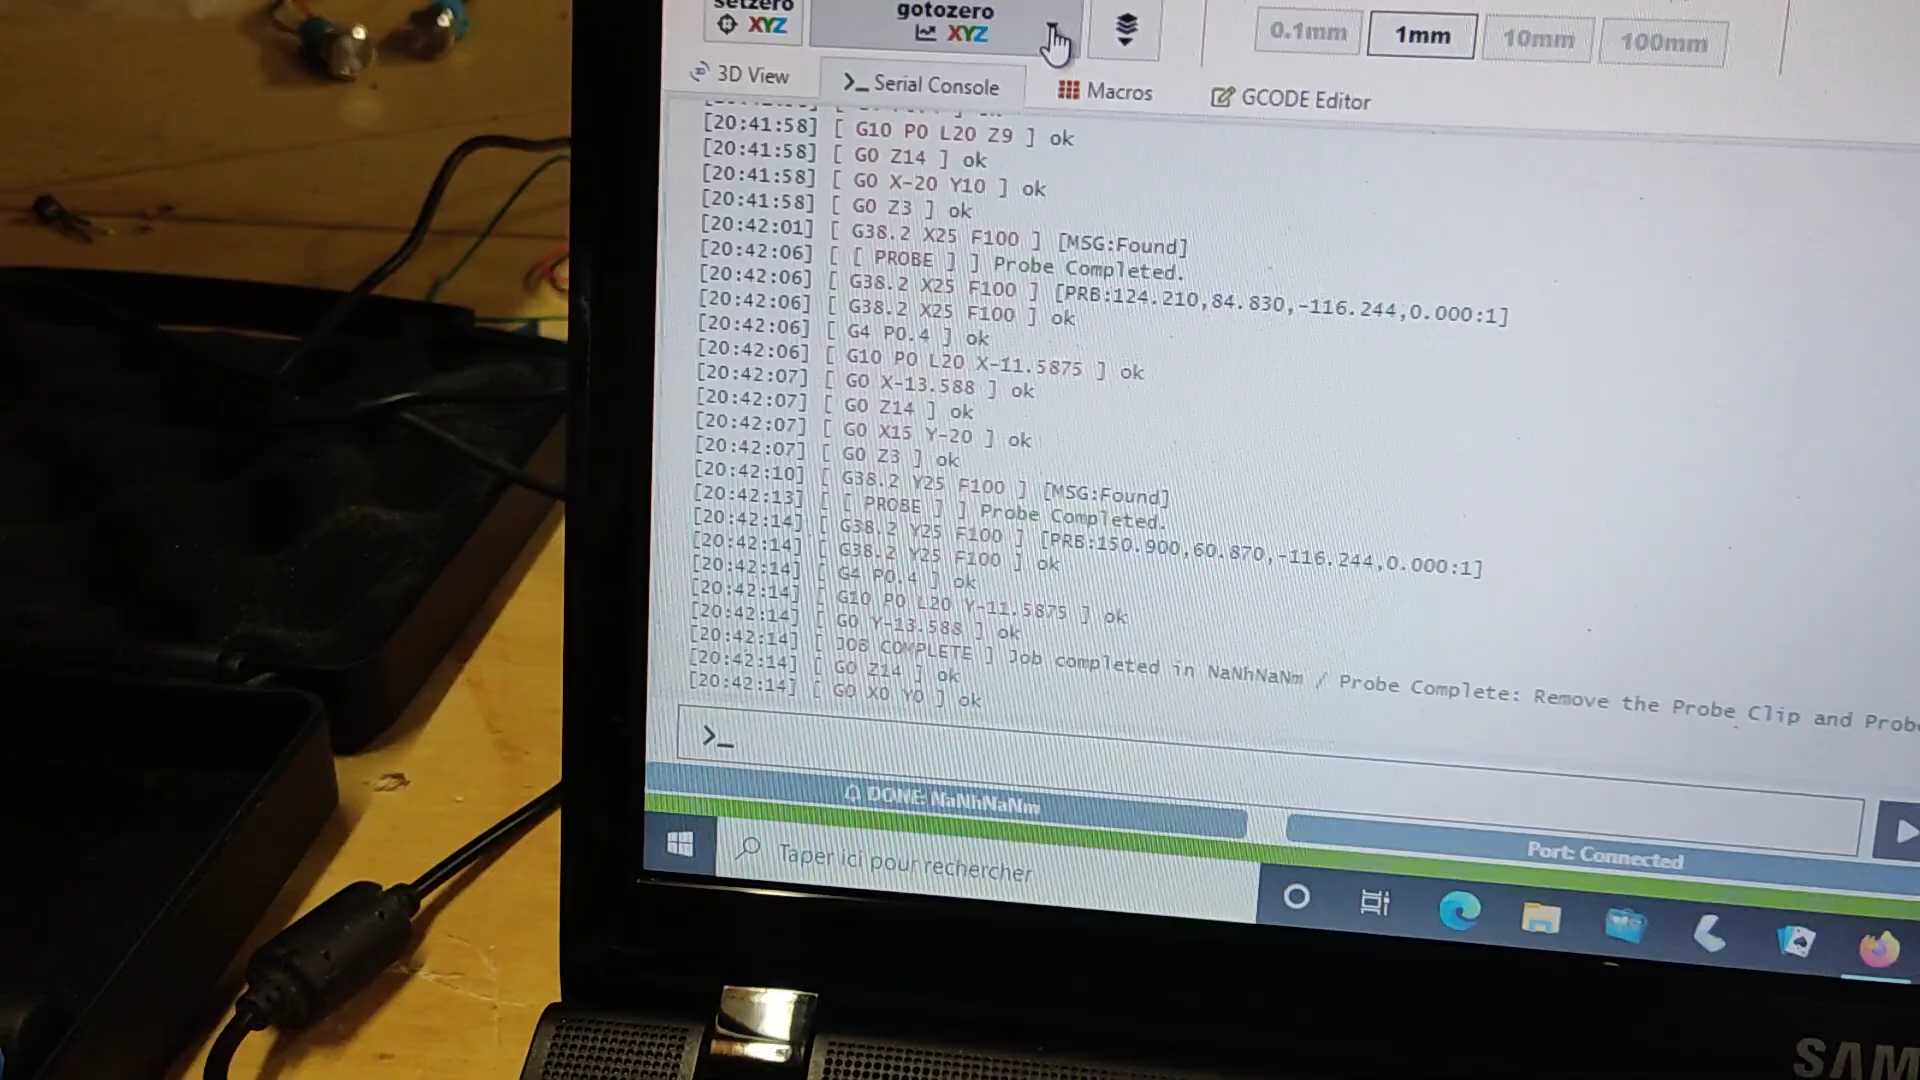 setzero
XYZ
gotozero
XYZ
0.1mm
1mm
10mm
100mm
3D View
Serial Console
Macros
GCODE Editor
[20:41:58] [ G10 P0 L20 Z9 ] ok
[20:41:58] [ G0 Z14 ] ok
[20:41:58] [ G0 X-20 Y10 ] ok
[20:41:58] [ G0 Z3 ] ok
[20:42:01] [ G38.2 X25 F100 ] [MSG:Found]
[20:42:06] [ [ PROBE ] ] Probe Completed.
[20:42:06] [ G38.2 X25 F100 ] [PRB:124.210,84.830,-116.244,0.000:1]
[20:42:06] [ G38.2 X25 F100 ] ok
[20:42:06] [ G4 P0.4 ] ok
[20:42:06] [ G10 P0 L20 X-11.5875 ] ok
[20:42:07] [ G0 X-13.588 ] ok
[20:42:07] [ G0 Z14 ] ok
[20:42:07] [ G0 X15 Y-20 ] ok
[20:42:07] [ G0 Z3 ] ok
[20:42:10] [ G38.2 Y25 F100 ] [MSG:Found]
[20:42:13] [ [ PROBE ] ] Probe Completed.
[20:42:14] [ G38.2 Y25 F100 ] [PRB:150.900,60.870,-116.244,0.000:1]
[20:42:14] [ G38.2 Y25 F100 ] ok
[20:42:14] [ G4 P0.4 ] ok
[20:42:14] [ G10 P0 L20 Y-11.5875 ] ok
[20:42:14] [ G0 Y-13.588 ] ok
[20:42:14] [ JOB COMPLETE ] Job completed in NaNhNaNm / Probe Complete: Remove the Probe Clip and Probe
[20:42:14] [ G0 Z14 ] ok
[20:42:14] [ G0 X0 Y0 ] ok
>_
DONE: NaNhNaNm
Port: Connected
Taper ici pour rechercher
SAM